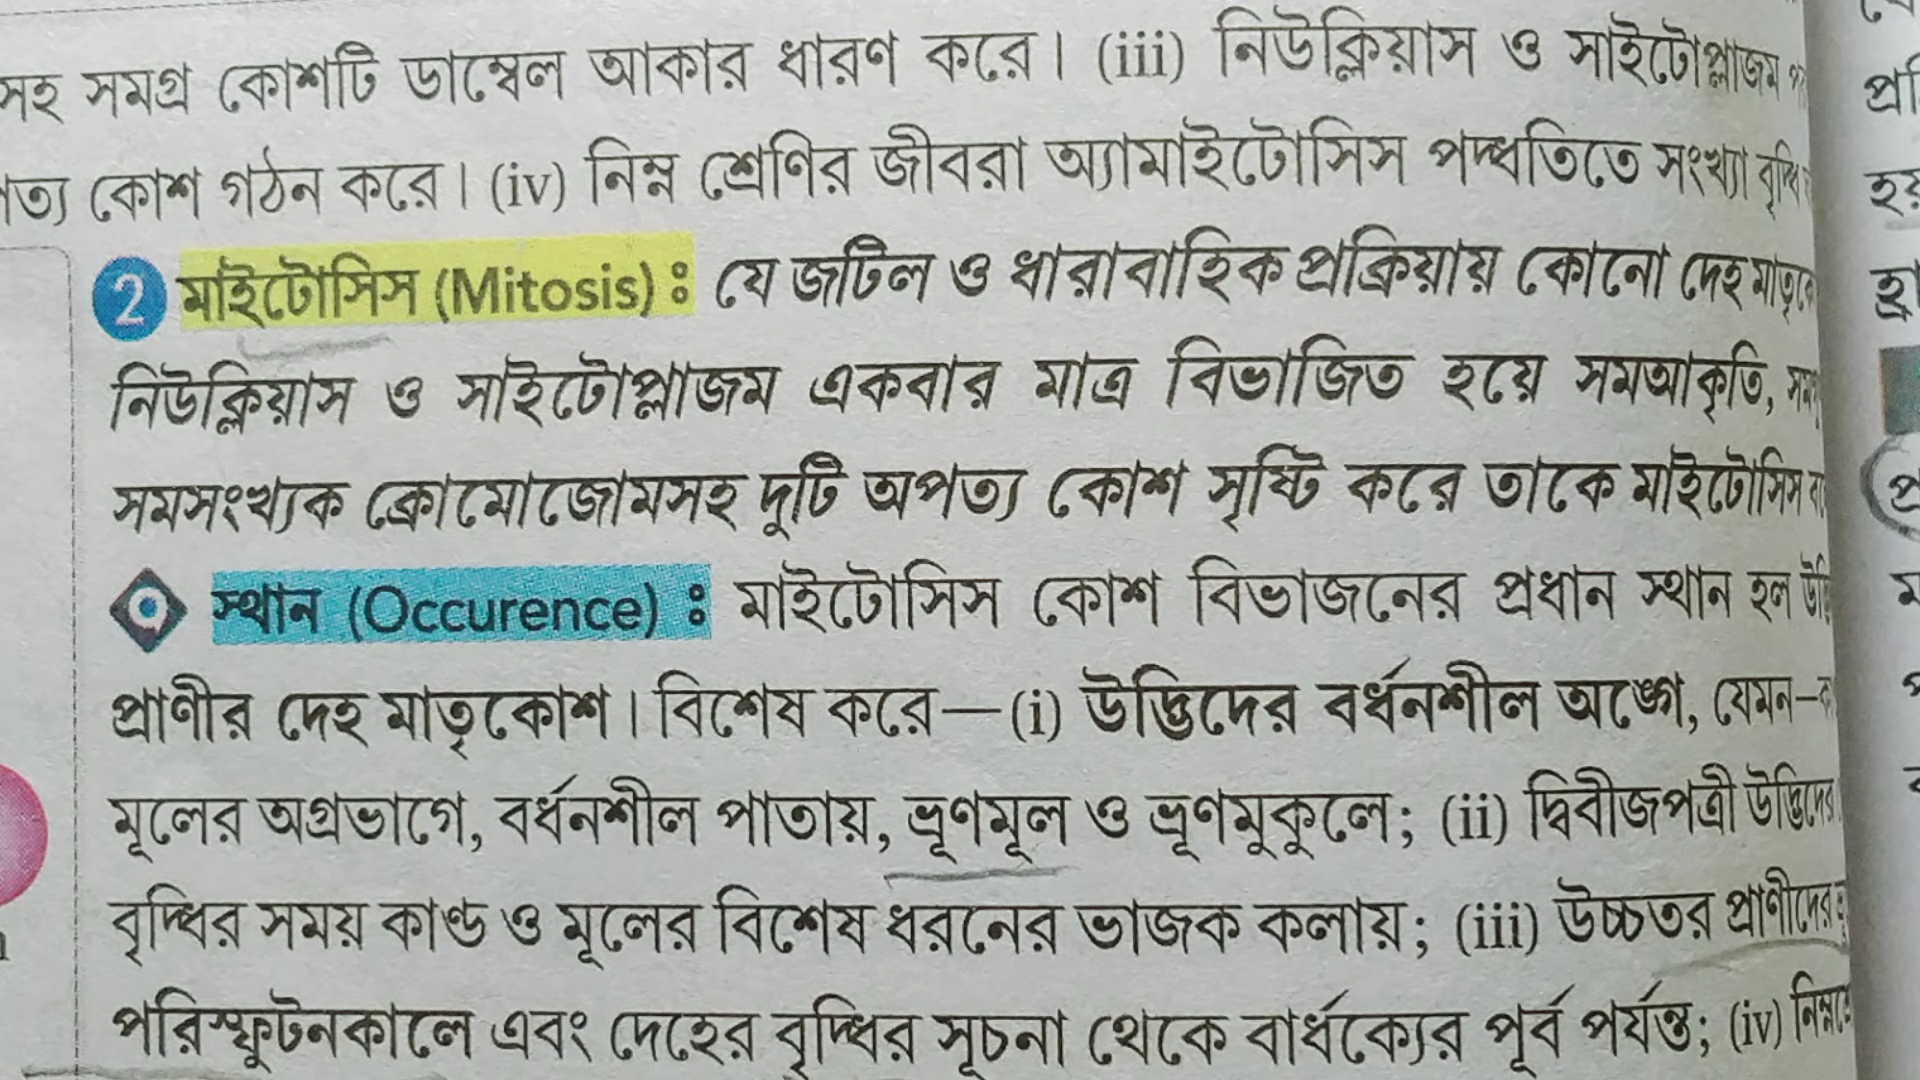 সহ সমগ্র কোশটি ডাম্বেল আকার ধারণ করে। (iii) নিউক্লিয়াস ও সাইটোপ্লাজম
কোশ গঠন করে। (iv) নিম্ন শ্রেণির জীবরা অ্যামাইটোসিস পদ্ধতিতে সংখ্যা বৃদ্ধি
2 মাইটোসিস (Mitosis) : যে জটিল ও ধারাবাহিক প্রক্রিয়ায় কোনো দেহ
নিউক্লিয়াস ও সাইটোপ্লাজম একবার মাত্র বিভাজিত হয়ে সমআকৃতি,
সমসংখ্যক ক্রোমোজোমসহ দুটি অপত্য কোশ সৃষ্টি করে তাকে মাইটোসিস
স্থান (Occurence) : মাইটোসিস কোশ বিভাজনের প্রধান স্থান হল
প্রাণীর দেহ মাতৃকোশ। বিশেষ করে—(i) উদ্ভিদের বর্ধনশীল অঙ্গে, যেমন—
মূলের অগ্রভাগে, বর্ধনশীল পাতায়, ভ্রূণমূল ও ভ্রূণমুকুলে; (ii) দ্বিবীজপত্রী উদ্ভিদের
বৃদ্ধির সময় কাণ্ড ও মূলের বিশেষ ধরনের ভাজক কলায়; (iii) উচ্চতর প্রাণীদের
পরিস্ফুটনকালে এবং দেহের বৃদ্ধির সূচনা থেকে বার্ধক্যের পূর্ব পর্যন্ত; (iv)